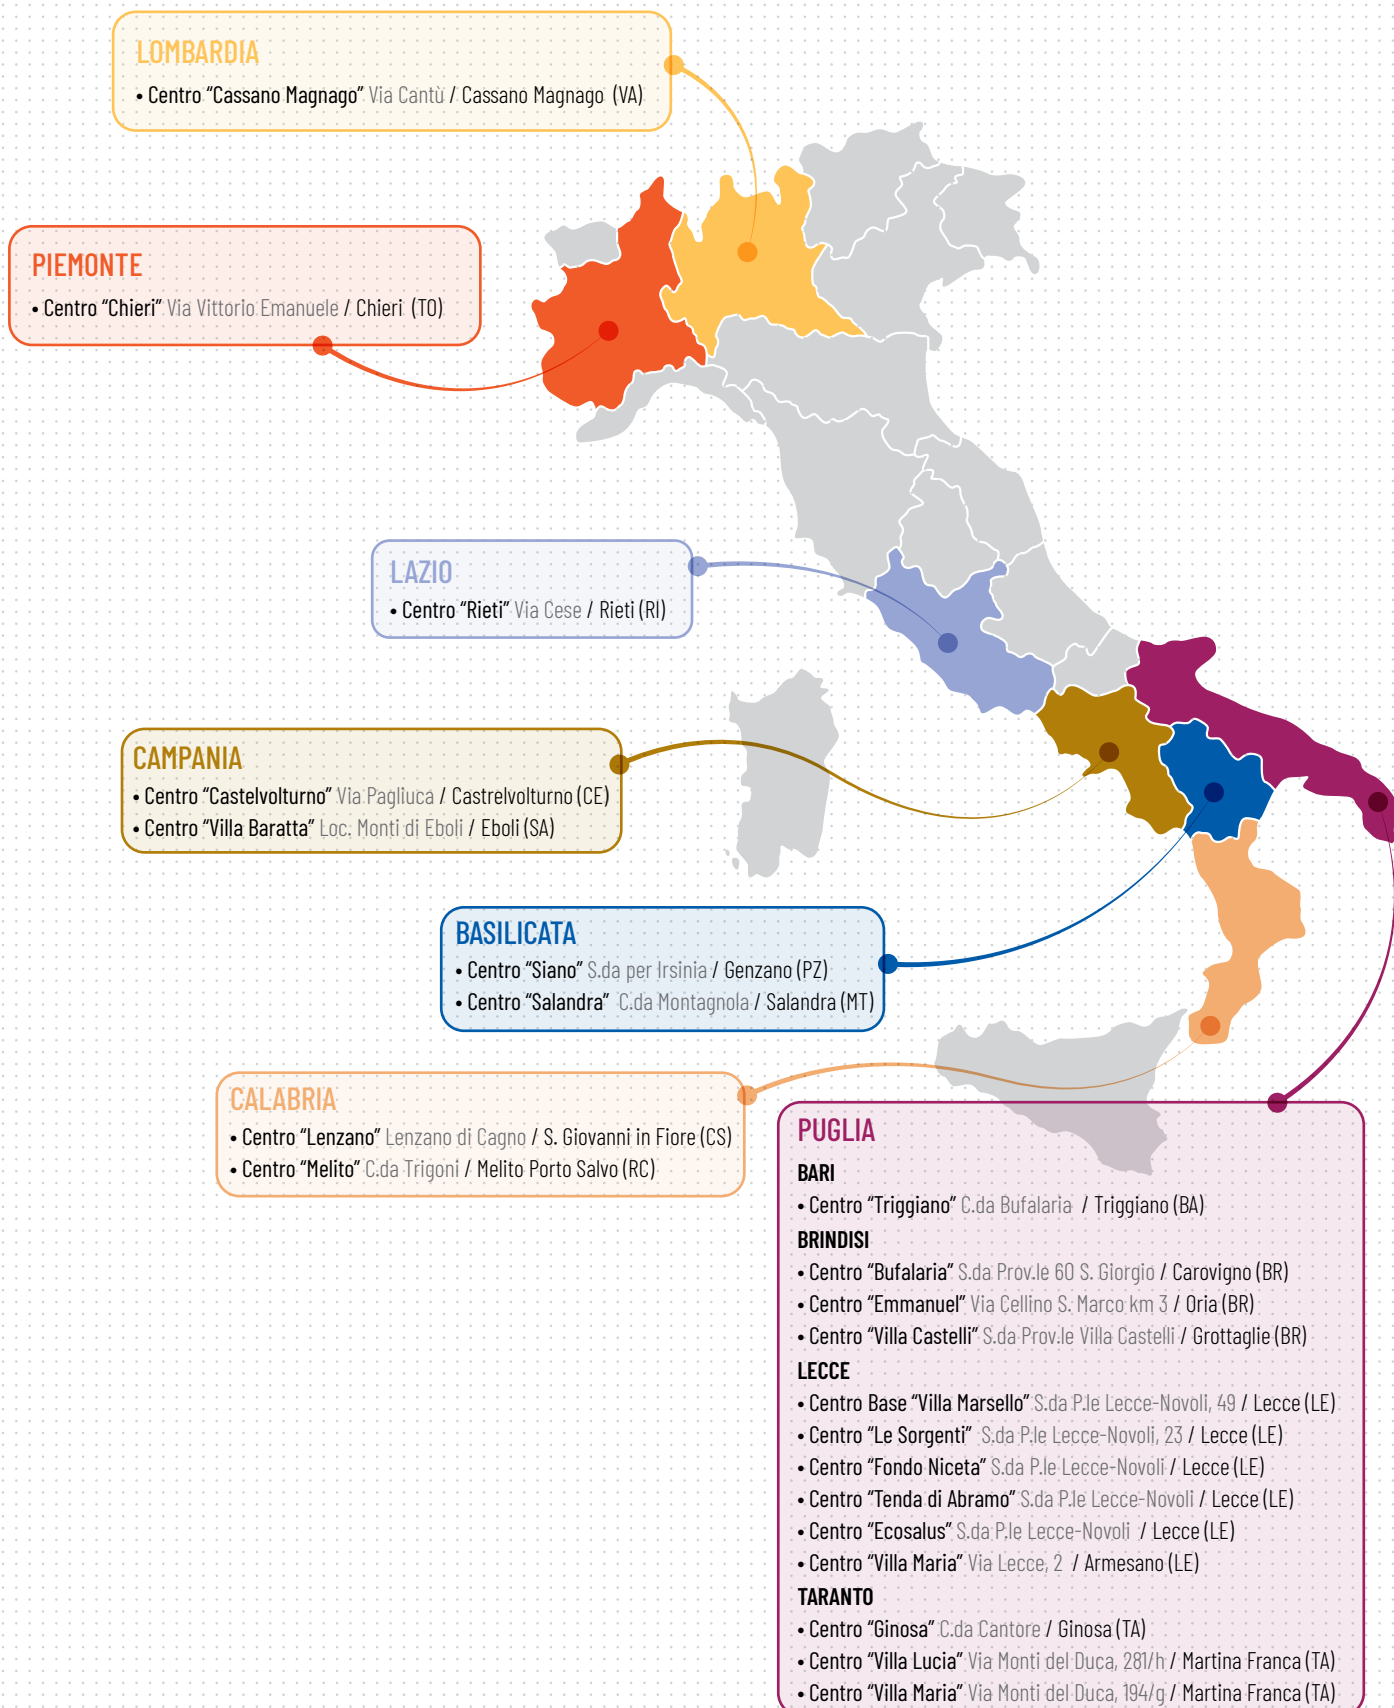 LOMBARDIA
• Centro “Cassano Magnago” Via Cantù / Cassano Magnago (VA)
PIEMONTE
• Centro “Chieri” Via Vittorio Emanuele / Chieri (TO)
LAZIO
• Centro “Rieti” Via Cese / Rieti (RI)
CAMPANIA
• Centro “Castelvolturno” Via Pagliuca / Castrelvolturno (CE)
• Centro “Villa Baratta” Loc. Monti di Eboli / Eboli (SA)
BASILICATA
• Centro “Siano” S.da per Irsinia / Genzano (PZ)
• Centro “Salandra” C.da Montagnola / Salandra (MT)
CALABRIA
• Centro “Lenzano” Lenzano di Cagno / S. Giovanni in Fiore (CS)
• Centro “Melito” C.da Trigoni / Melito Porto Salvo (RC)
PUGLIA
BARI
• Centro “Triggiano” C.da Bufalaria / Triggiano (BA)
BRINDISI
• Centro “Bufalaria” S.da Prov.le 60 S. Giorgio / Carovigno (BR)
• Centro “Emmanuel” Via Cellino S. Marco km 3 / Oria (BR)
• Centro “Villa Castelli” S.da Prov.le Villa Castelli / Grottaglie (BR)
LECCE
• Centro Base “Villa Marsello” S.da P.le Lecce-Novoli, 49 / Lecce (LE)
• Centro “Le Sorgenti” S.da P.le Lecce-Novoli, 23 / Lecce (LE)
• Centro “Fondo Niceta” S.da P.le Lecce-Novoli / Lecce (LE)
• Centro “Tenda di Abramo” S.da P.le Lecce-Novoli / Lecce (LE)
• Centro “Ecosalus” S.da P.le Lecce-Novoli / Lecce (LE)
• Centro “Villa Maria” Via Lecce, 2 / Armesano (LE)
TARANTO
• Centro “Ginosa” C.da Cantore / Ginosa (TA)
• Centro “Villa Lucia” Via Monti del Duca, 281/h / Martina Franca (TA)
• Centro “Villa Maria” Via Monti del Duca, 194/g / Martina Franca (TA)